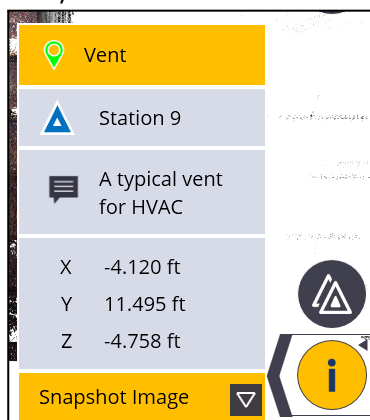 Vent
Station 9
A typical vent
for HVAC
X -4.120 ft
Y 11.495 ft
Z -4.758 ft
Snapshot Image
i